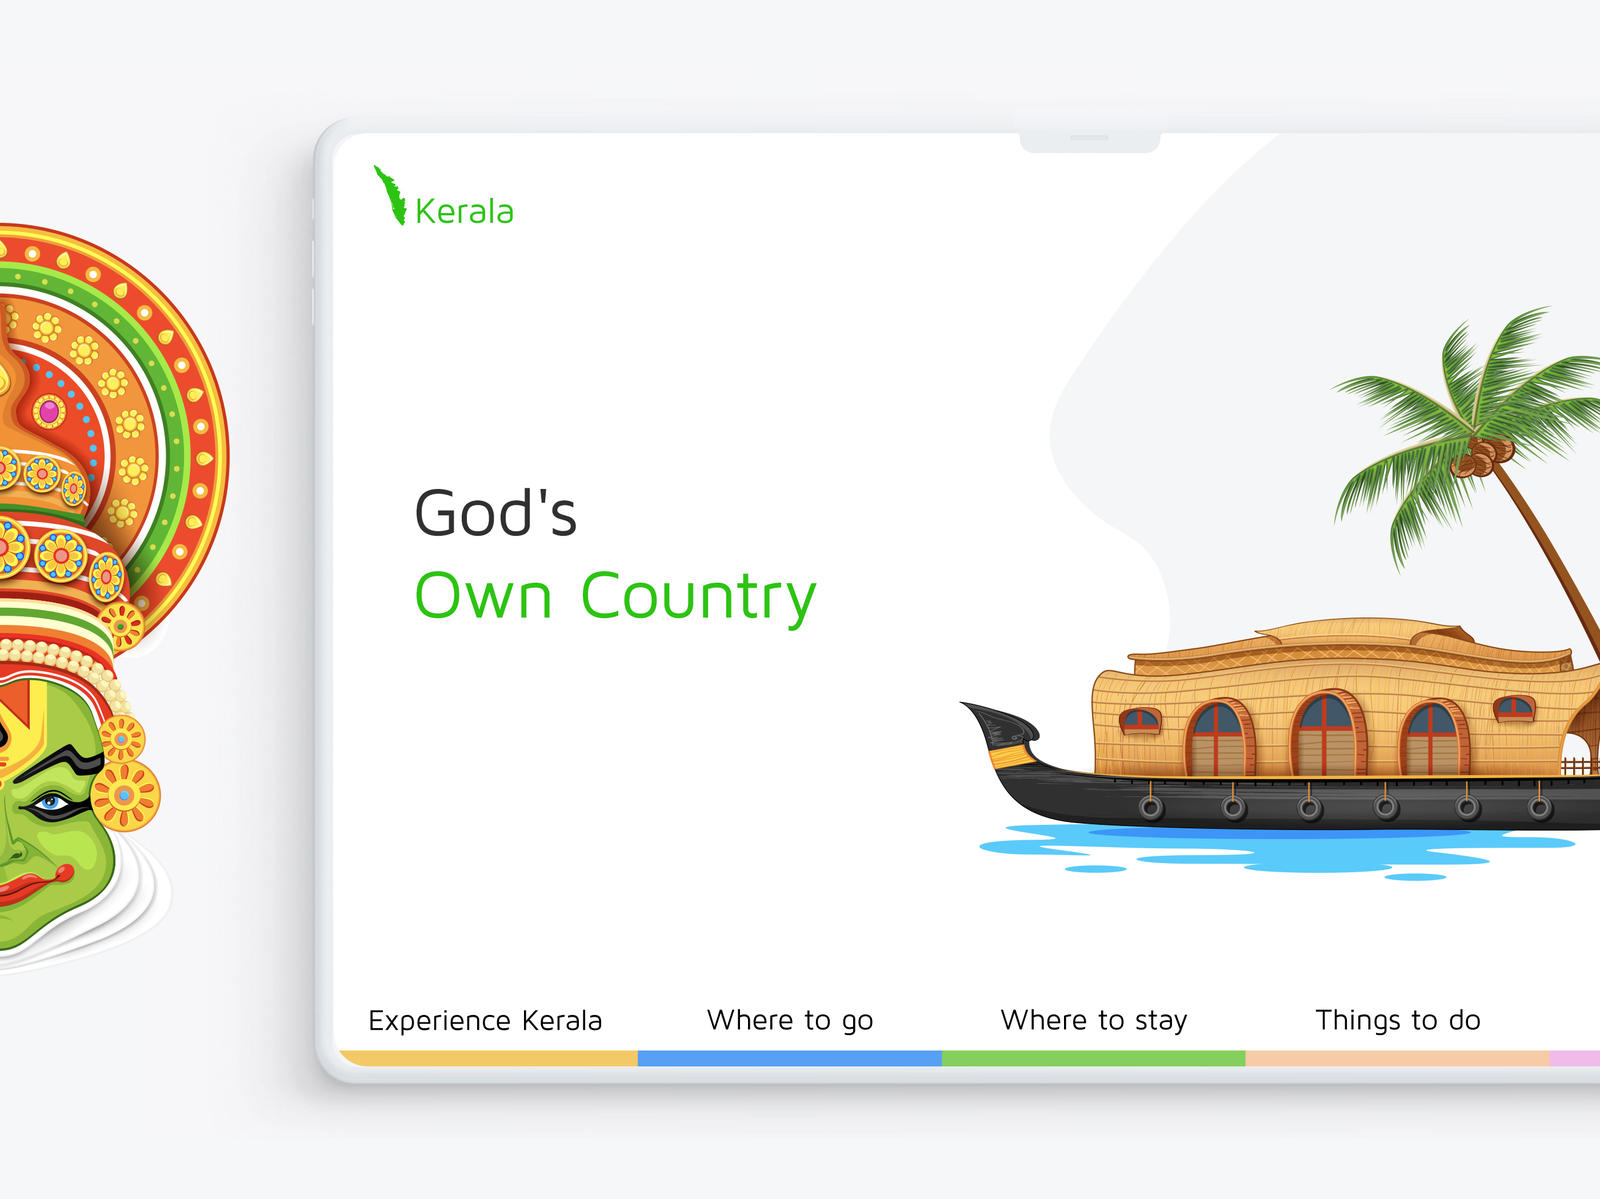 Kerala
God's
Own Country
Experience Kerala
Where to go
Where to stay
Things to do